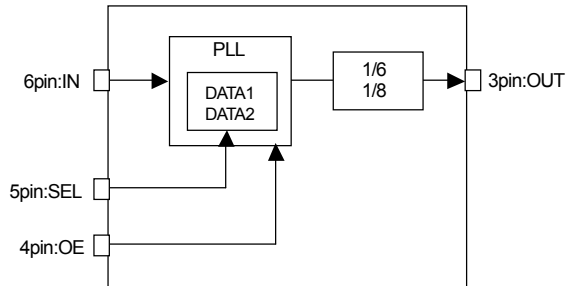 PLL
6pin:IN
DATA1
DATA2
1/6
1/8
3pin:OUT
5pin:SEL
4pin:OE